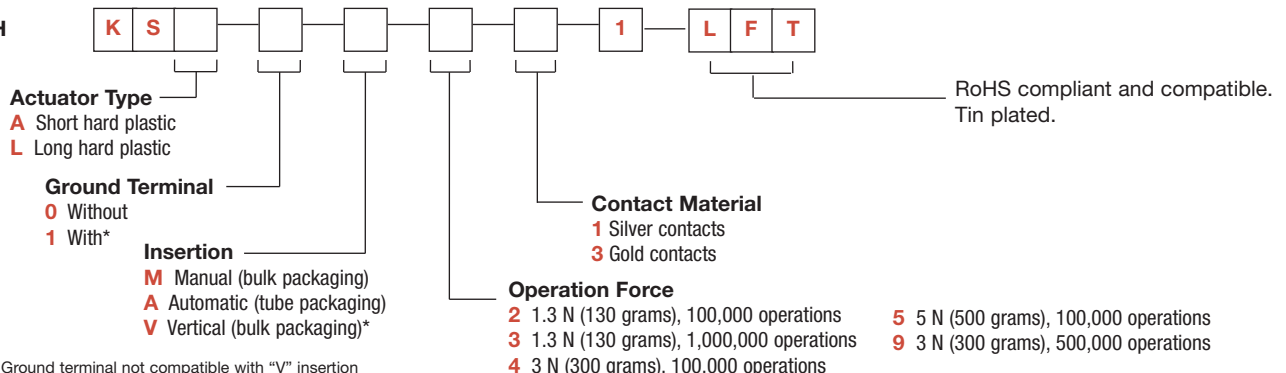 H
K S 1 L F T
RoHS compliant and compatible.
Tin plated.
Actuator Type
A Short hard plastic
L Long hard plastic
Ground Terminal
0 Without
1 With*
Insertion
M Manual (bulk packaging)
A Automatic (tube packaging)
V Vertical (bulk packaging)*
Contact Material
1 Silver contacts
3 Gold contacts
Operation Force
2 1.3 N (130 grams), 100,000 operations
3 1.3 N (130 grams), 1,000,000 operations
4 3 N (300 grams), 100,000 operations
5 5 N (500 grams), 100,000 operations
9 3 N (300 grams), 500,000 operations
Ground terminal not compatible with “V” insertion